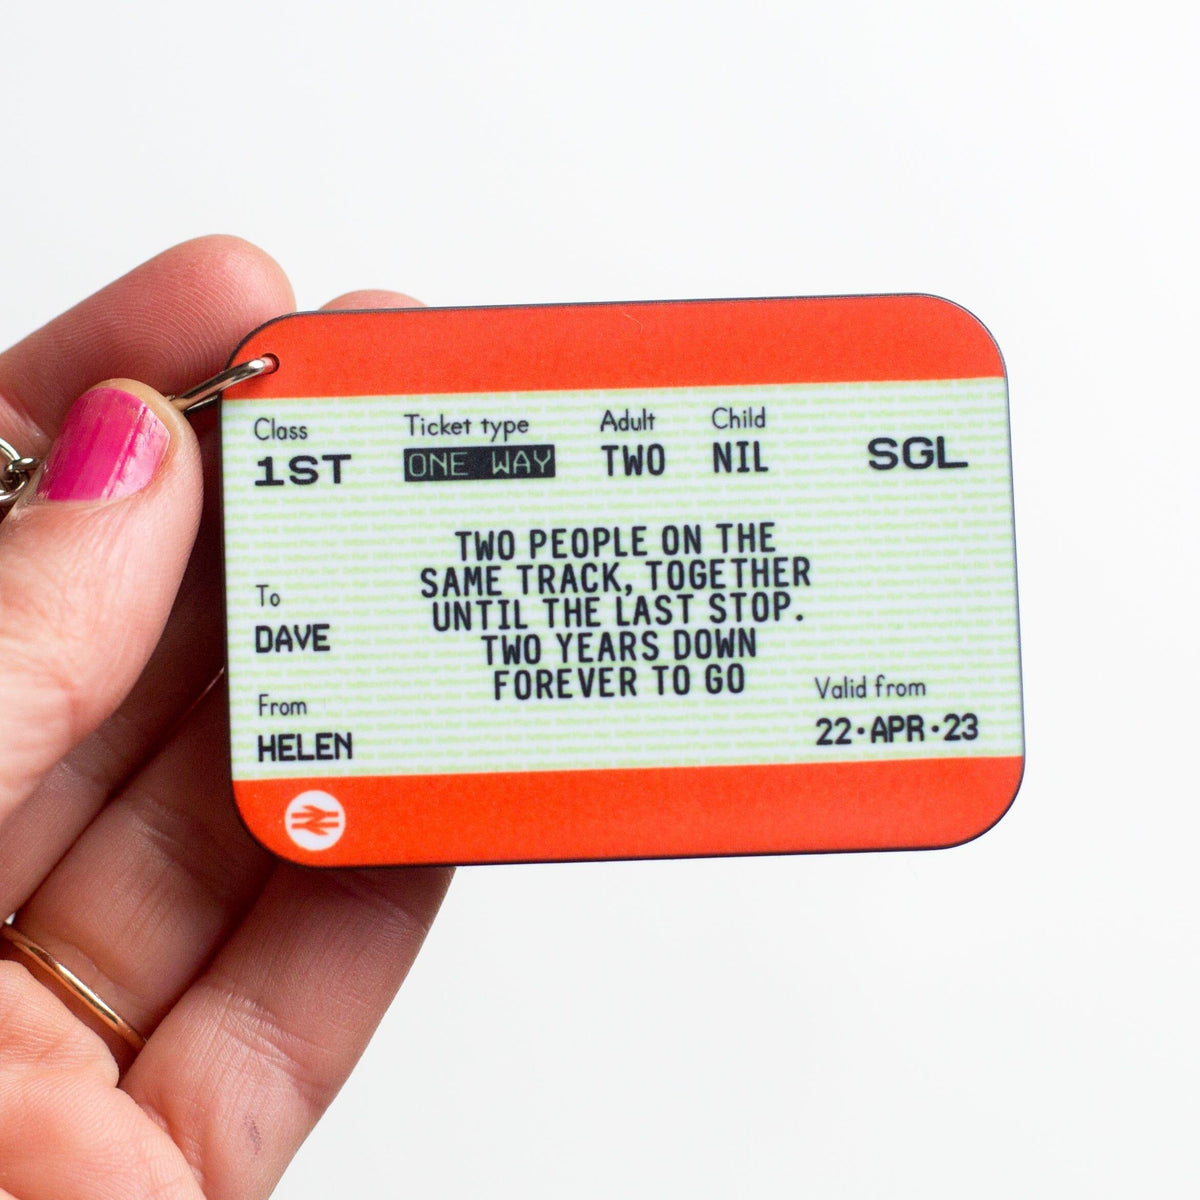 Class Ticket type Adult Child
1ST ONE WAY TWO NIL SGL
TWO PEOPLE ON THE
SAME TRACK, TOGETHER
UNTIL THE LAST STOP.
TWO YEARS DOWN
FOREVER TO GO
To
DAVE
From
HELEN
Valid from
22·APR·23